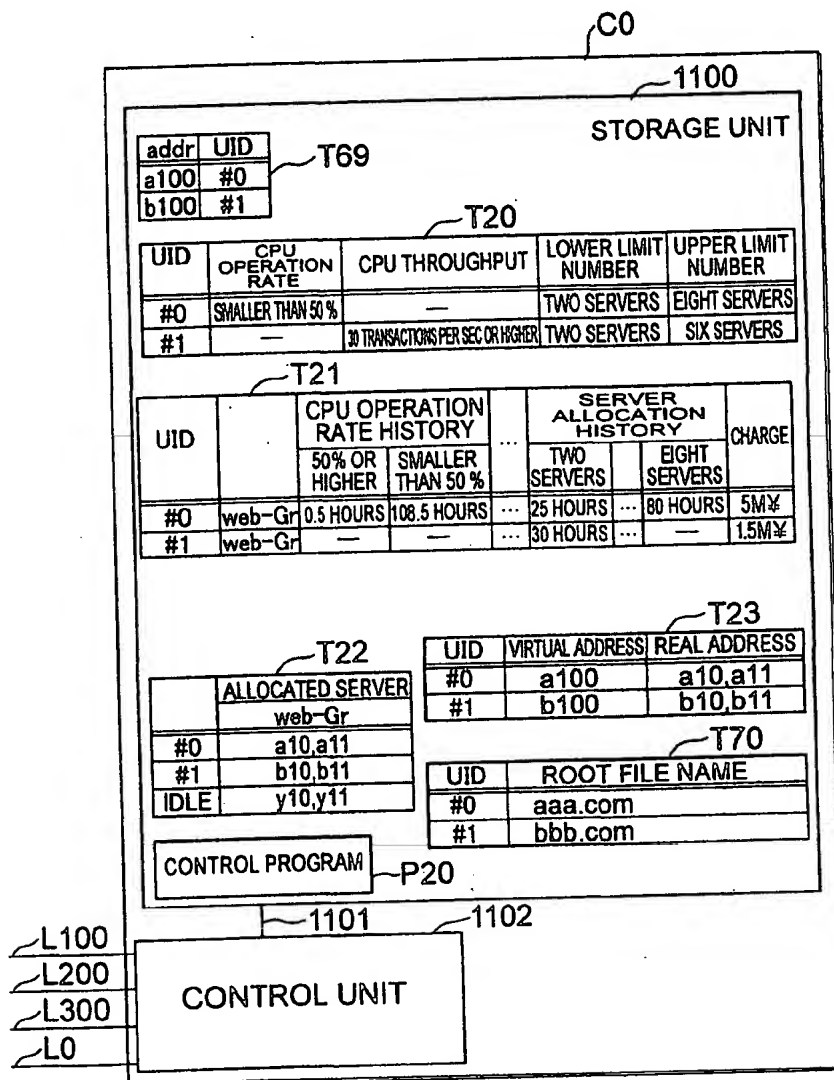 C0
1100
STORAGE UNIT
addr UID
a100 #0
b100 #1
T69
T20
UID CPU OPERATION RATE CPU THROUGHPUT LOWER LIMIT NUMBER UPPER LIMIT NUMBER
#0 SMALLER THAN 50 % — TWO SERVERS EIGHT SERVERS
#1 — 30 TRANSACTIONS PER SEC OR HIGHER TWO SERVERS SIX SERVERS
T21
UID CPU OPERATION RATE HISTORY ... SERVER ALLOCATION HISTORY CHARGE
50% OR HIGHER SMALLER THAN 50 % TWO SERVERS EIGHT SERVERS
#0 web-Gr 0.5 HOURS 108.5 HOURS ... 25 HOURS ... 80 HOURS 5M¥
#1 web-Gr — — ... 30 HOURS ... — 1.5M¥
T23
UID VIRTUAL ADDRESS REAL ADDRESS
#0 a100 a10,a11
#1 b100 b10,b11
T22
ALLOCATED SERVER
web-Gr
#0 a10,a11
#1 b10,b11
IDLE y10,y11
T70
UID ROOT FILE NAME
#0 aaa.com
#1 bbb.com
CONTROL PROGRAM
P20
1101
1102
L100
L200
L300
L0
CONTROL UNIT